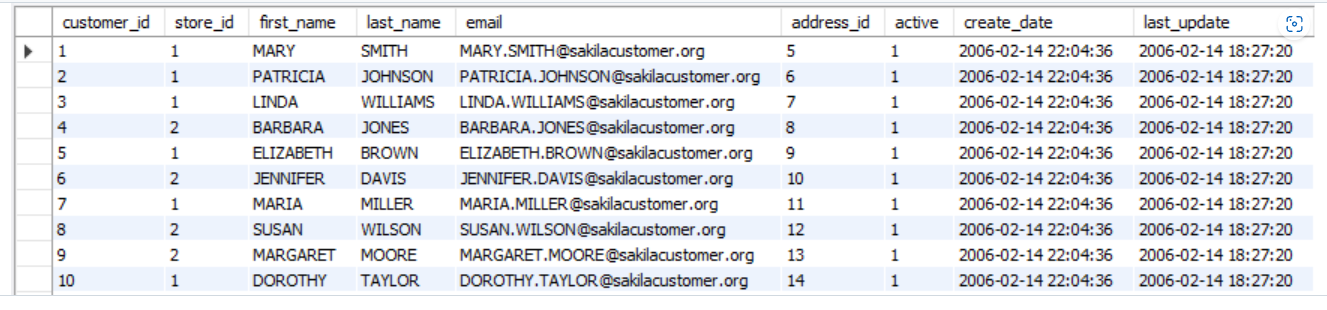 customer_id store_id first_name last_name email address_id active create_date last_update
1 1 MARY SMITH MARY.SMITH@sakilacustomer.org 5 1 2006-02-14 22:04:36 2006-02-14 18:27:20
2 1 PATRICIA JOHNSON PATRICIA.JOHNSON@sakilacustomer.org 6 1 2006-02-14 22:04:36 2006-02-14 18:27:20
3 1 LINDA WILLIAMS LINDA.WILLIAMS@sakilacustomer.org 7 1 2006-02-14 22:04:36 2006-02-14 18:27:20
4 2 BARBARA JONES BARBARA.JONES@sakilacustomer.org 8 1 2006-02-14 22:04:36 2006-02-14 18:27:20
5 1 ELIZABETH BROWN ELIZABETH.BROWN@sakilacustomer.org 9 1 2006-02-14 22:04:36 2006-02-14 18:27:20
6 2 JENNIFER DAVIS JENNIFER.DAVIS@sakilacustomer.org 10 1 2006-02-14 22:04:36 2006-02-14 18:27:20
7 1 MARIA MILLER MARIA.MILLER@sakilacustomer.org 11 1 2006-02-14 22:04:36 2006-02-14 18:27:20
8 2 SUSAN WILSON SUSAN.WILSON@sakilacustomer.org 12 1 2006-02-14 22:04:36 2006-02-14 18:27:20
9 2 MARGARET MOORE MARGARET.MOORE@sakilacustomer.org 13 1 2006-02-14 22:04:36 2006-02-14 18:27:20
10 1 DOROTHY TAYLOR DOROTHY.TAYLOR@sakilacustomer.org 14 1 2006-02-14 22:04:36 2006-02-14 18:27:20